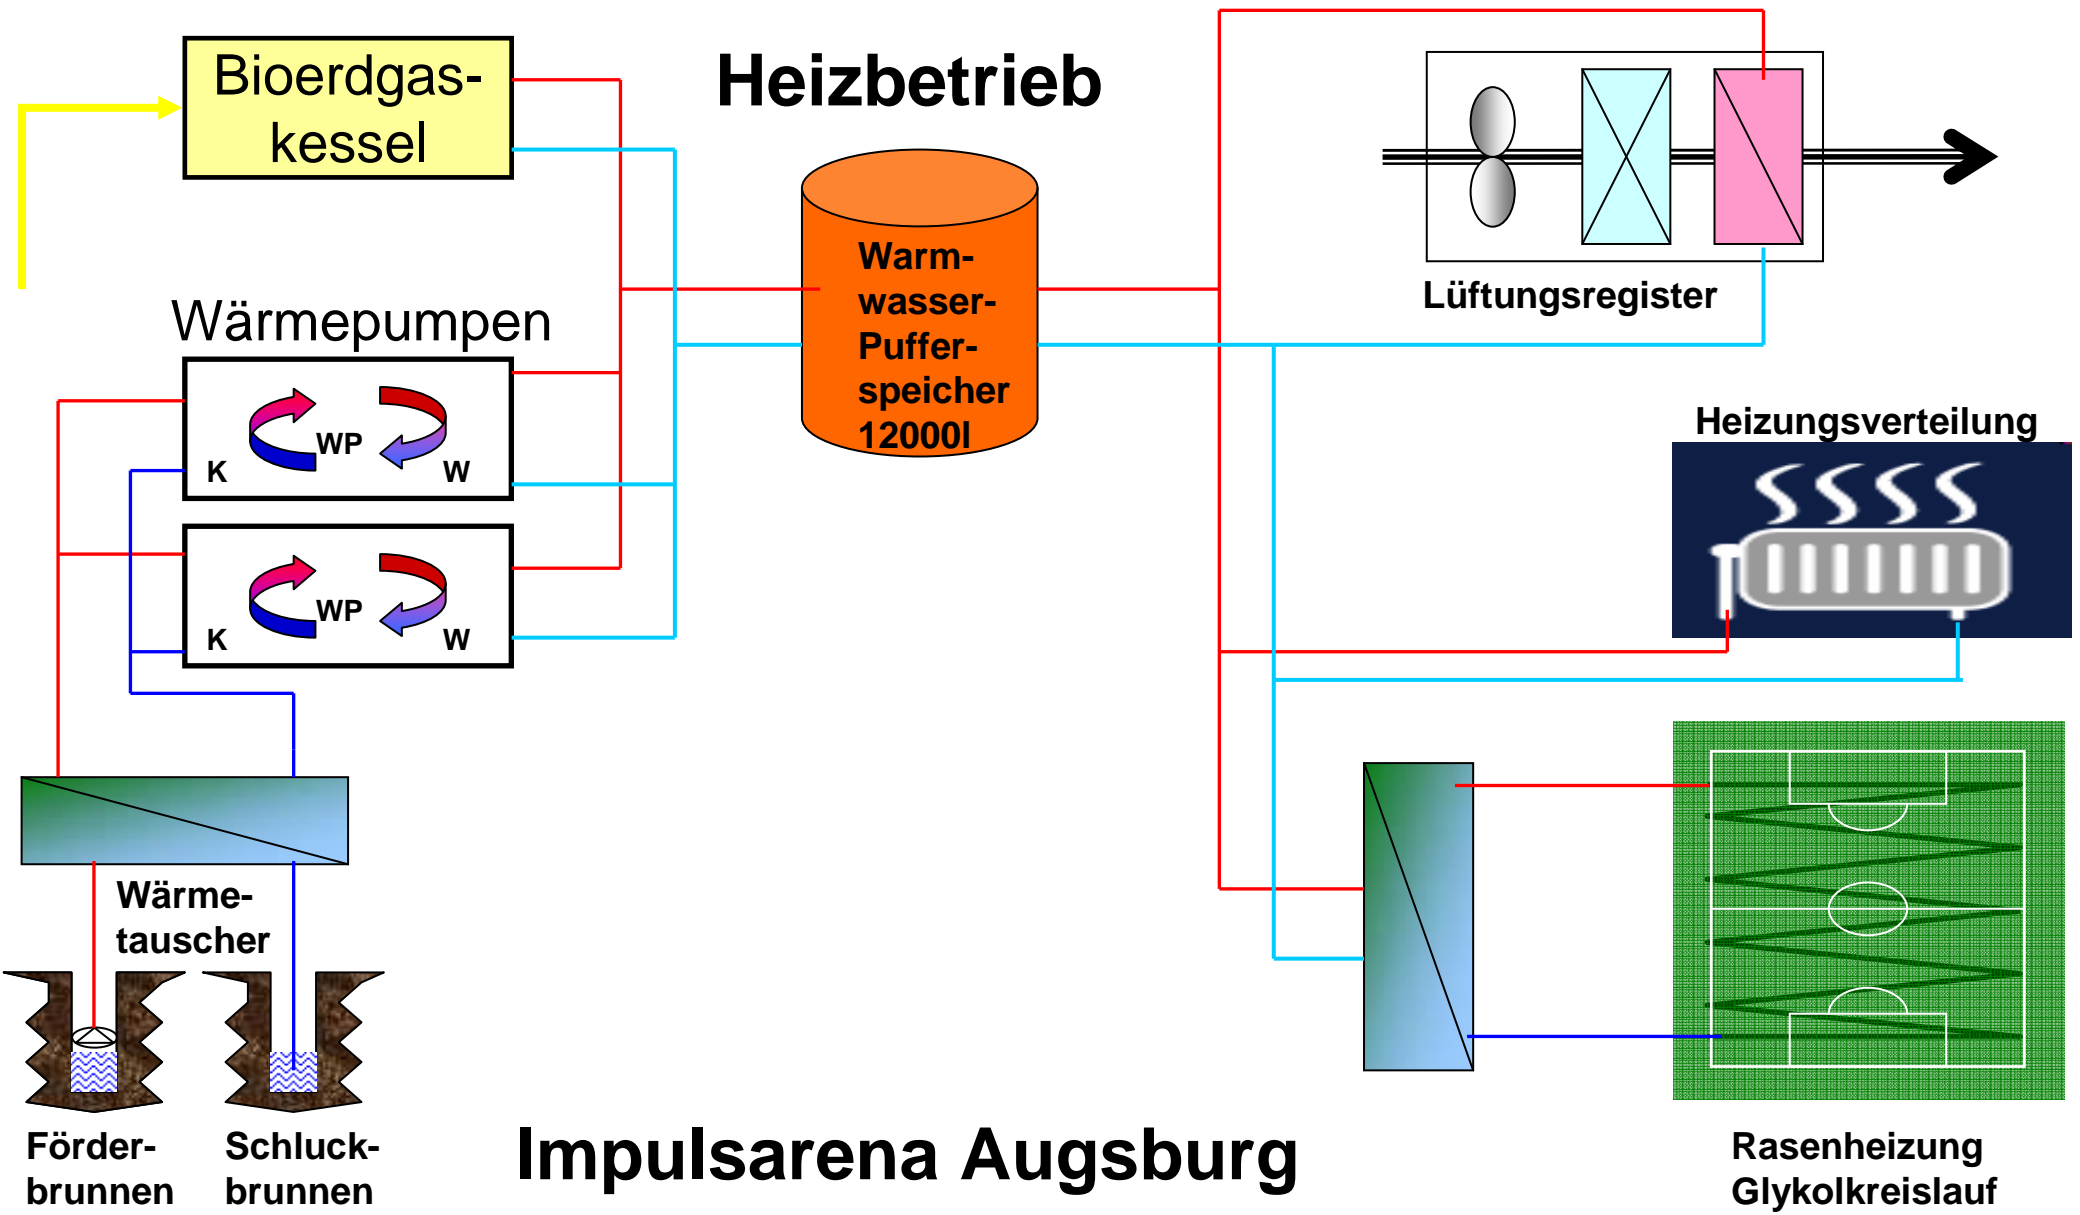 Bioerdgas-
kessel
Heizbetrieb
Lüftungsregister
Warm-
wasser-
Puffer-
speicher
12000l
Wärmepumpen
WP
K
W
WP
K
W
Heizungsverteilung
Wärme-
tauscher
Förder-
brunnen
Schluck-
brunnen
Impulsarena Augsburg
Rasenheizung
Glykolkreislauf